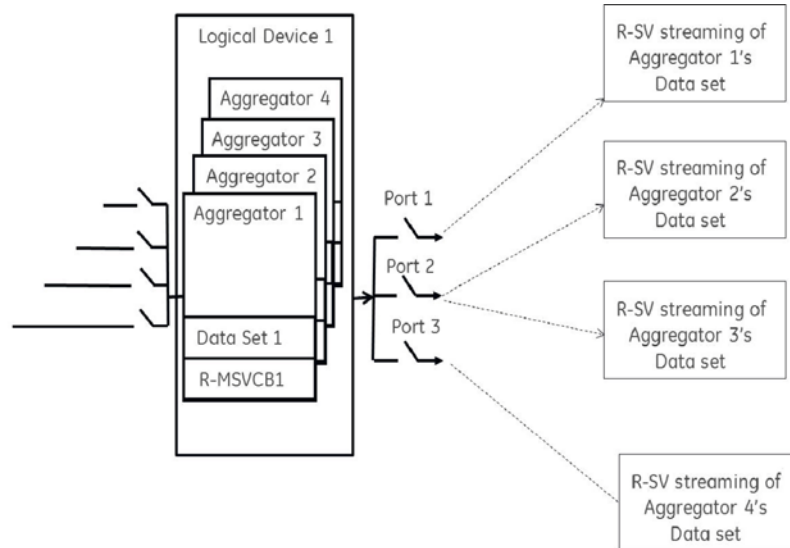 Logical Device 1
Aggregator 4
Aggregator 3
Aggregator 2
Aggregator 1
Data Set 1
R-MSVCB1
Port 1
Port 2
Port 3
R-SV streaming of
Aggregator 1's
Data set
R-SV streaming of
Aggregator 2's
Data set
R-SV streaming of
Aggregator 3's
Data set
R-SV streaming of
Aggregator 4's
Data set